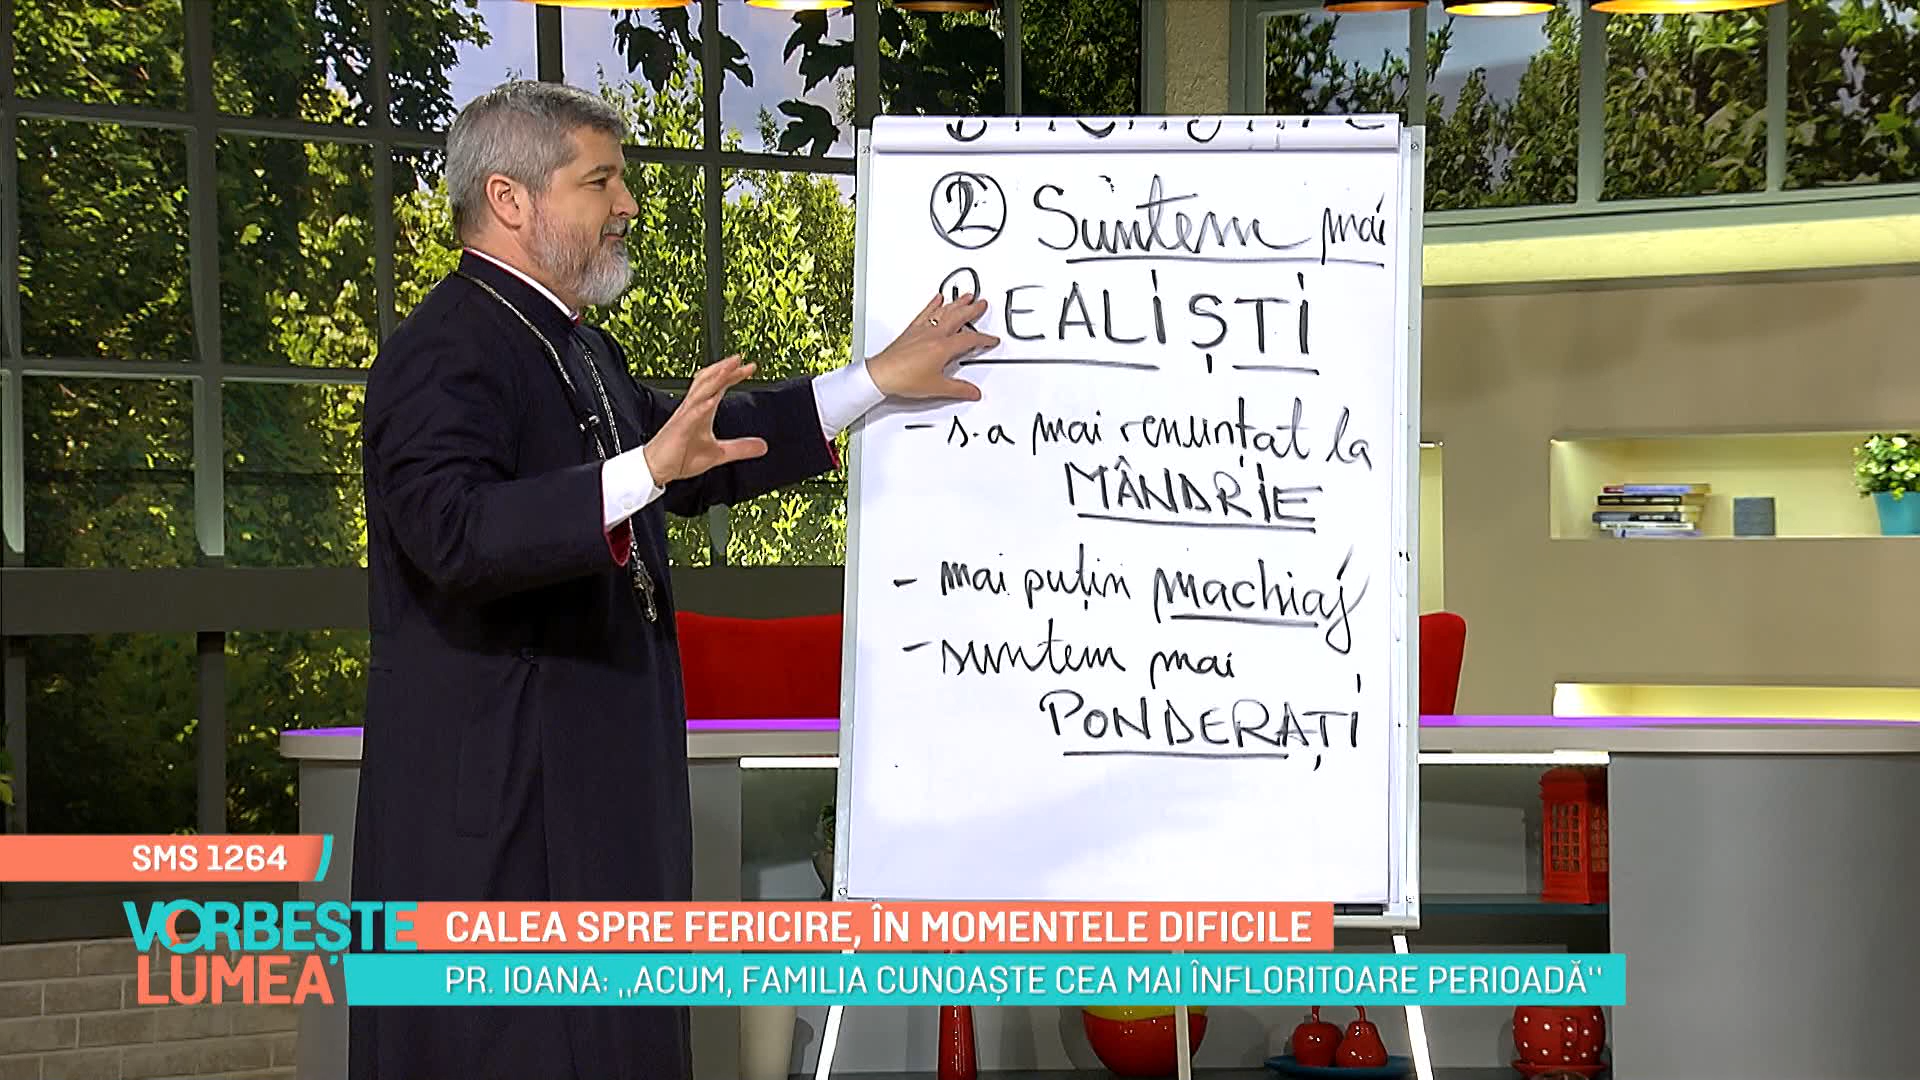 2 Suntem mai
REALIȘTI
- s-a mai renunțat la
MÂNDRIE
- mai puțin machiaj
- suntem mai
PONDERAȚI
SMS 1264
VORBEȘTE LUMEA
CALEA SPRE FERICIRE, ÎN MOMENTELE DIFICILE
PR. IOANA: ,,ACUM, FAMILIA CUNOAȘTE CEA MAI ÎNFLORITOARE PERIOADĂ''